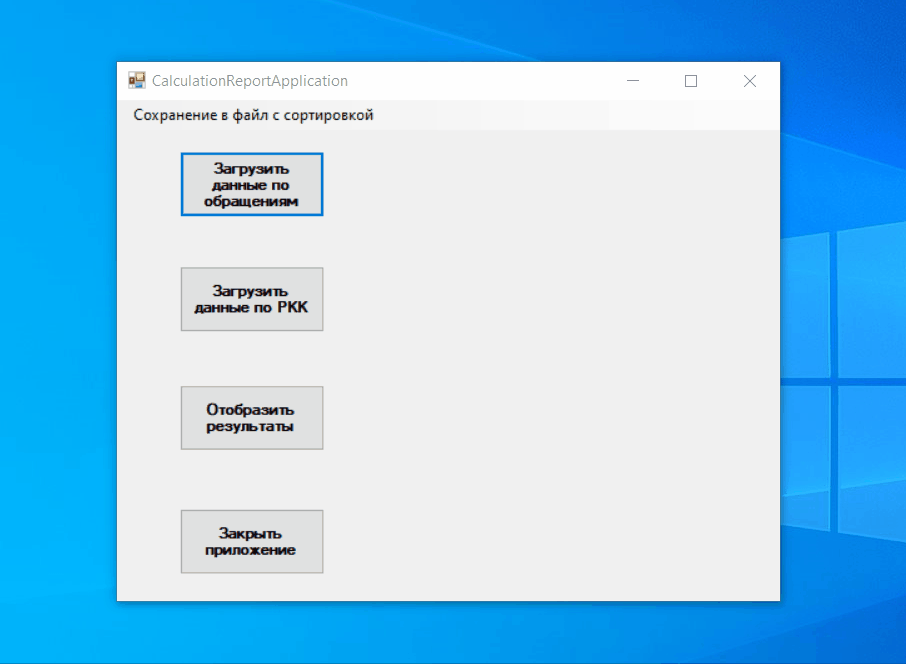 CalculationReportApplication
Сохранение в файл с сортировкой
Загрузить
данные по
обращениям
Загрузить
данные по РКК
Отобразить
результаты
Закрыть
приложение